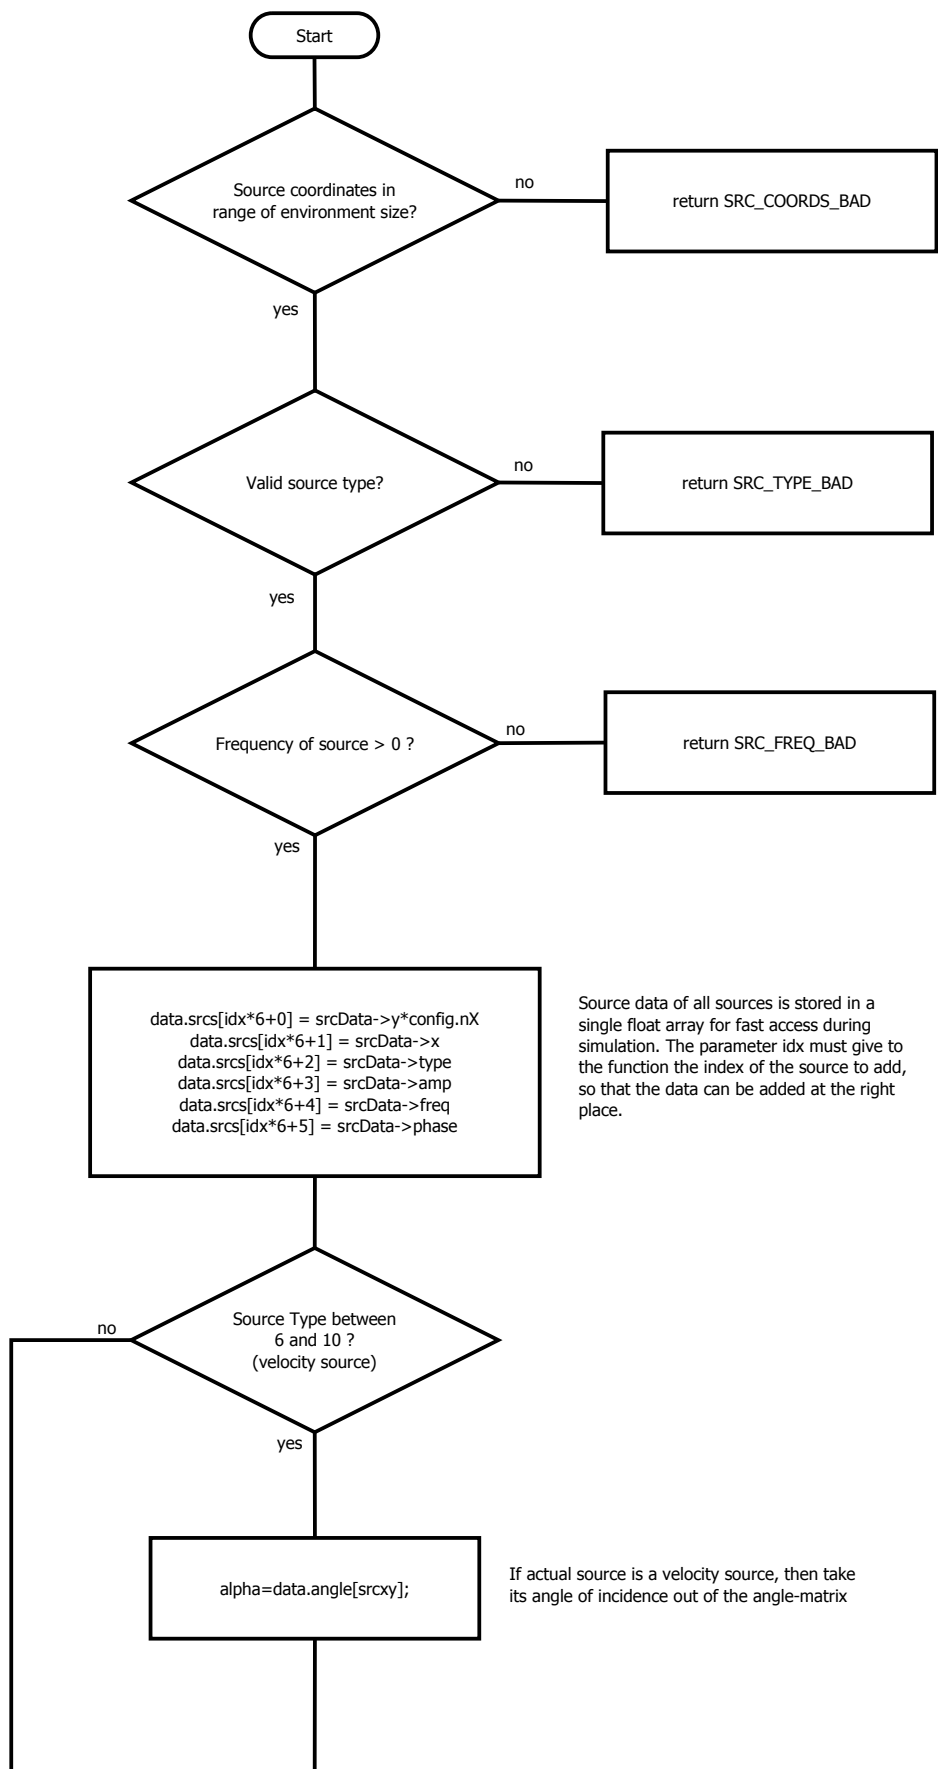 Start
Source coordinates in
range of environment size?
no
return SRC_COORDS_BAD
yes
Valid source type?
no
return SRC_TYPE_BAD
yes
Frequency of source > 0 ?
no
return SRC_FREQ_BAD
yes
data.srcs[idx*6+0] = srcData->y*config.nX
data.srcs[idx*6+1] = srcData->x
data.srcs[idx*6+2] = srcData->type
data.srcs[idx*6+3] = srcData->amp
data.srcs[idx*6+4] = srcData->freq
data.srcs[idx*6+5] = srcData->phase
Source data of all sources is stored in a
single float array for fast access during
simulation. The parameter idx must give to
the function the index of the source to add,
so that the data can be added at the right
place.
Source Type between
6 and 10 ?
(velocity source)
no
yes
alpha=data.angle[srcxy];
If actual source is a velocity source, then take
its angle of incidence out of the angle-matrix